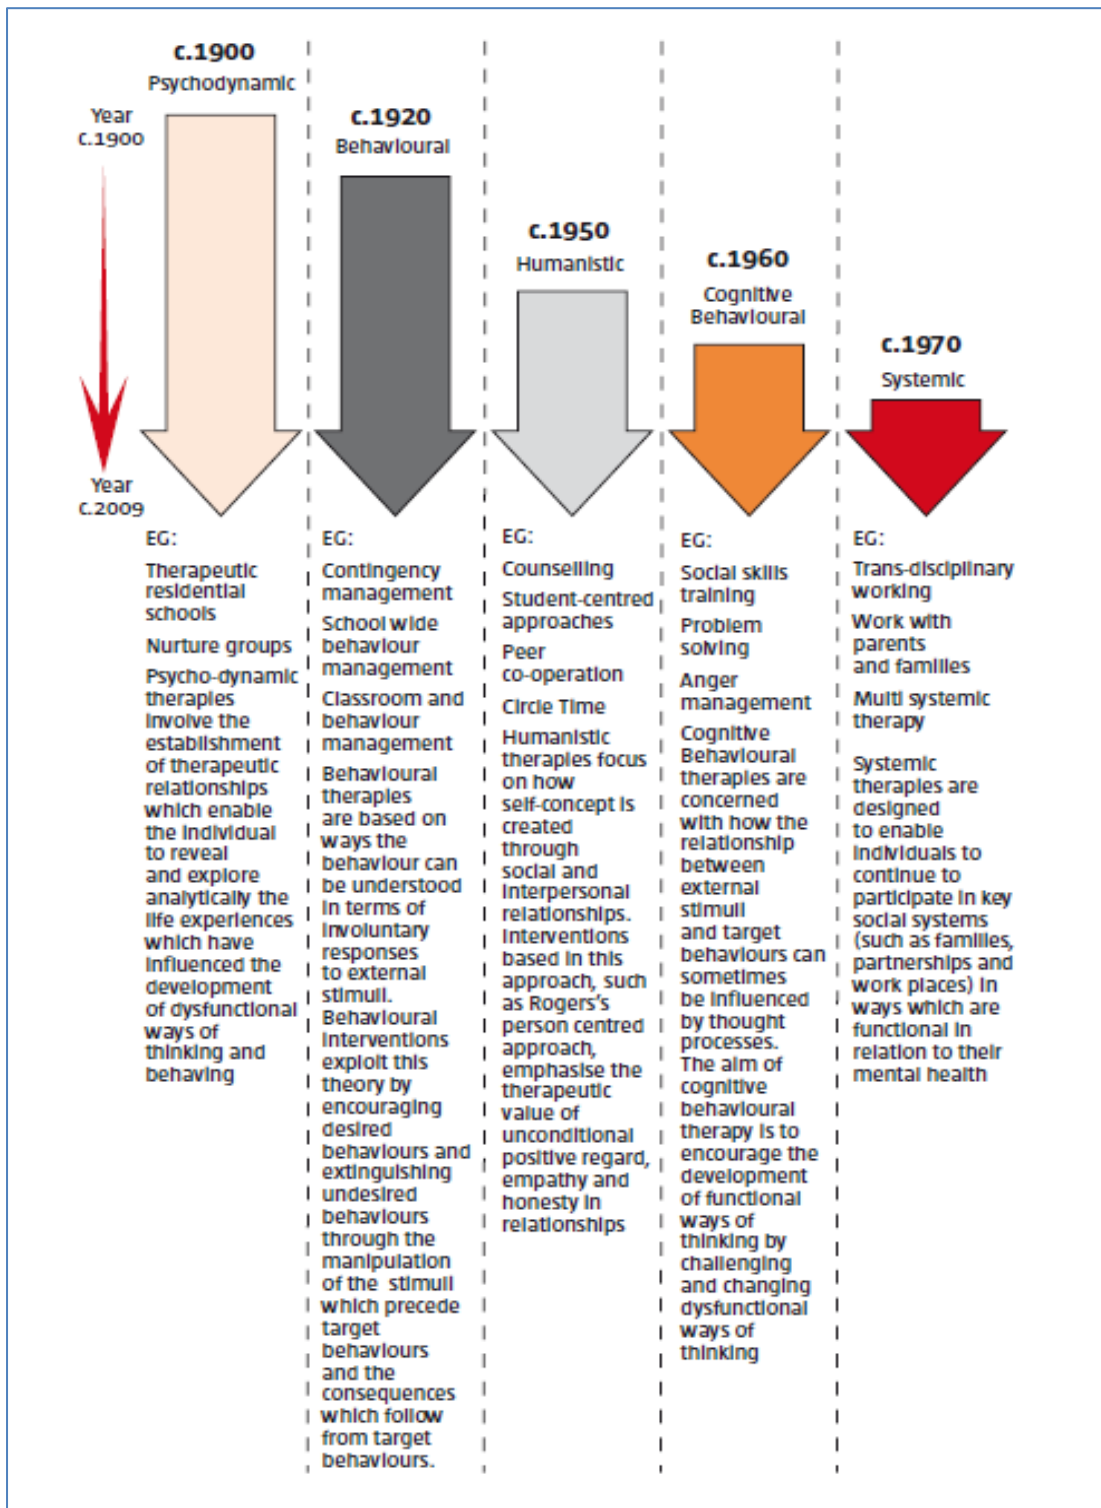 Year
c.1900
Year
c.2009
c.1900
Psychodynamic
EG:
Therapeutic
residential
schools
Nurture groups
Psycho-dynamic
therapies
involve the
establishment
of therapeutic
relationships
which enable
the individual
to reveal
and explore
analytically the
life experiences
which have
influenced the
development
of dysfunctional
ways of
thinking and
behaving
c.1920
Behavioural
EG:
Contingency
management
School wide
behaviour
management
Classroom and
behaviour
management
Behavioural
therapies
are based on
ways the
behaviour can
be understood
in terms of
involuntary
responses
to external
stimuli.
Behavioural
interventions
exploit this
theory by
encouraging
desired
behaviours and
extinguishing
undesired
behaviours
through the
manipulation
of the stimuli
which precede
target
behaviours
and the
consequences
which follow
from target
behaviours.
c.1950
Humanistic
EG:
Counselling
Student-centred
approaches
Peer
co-operation
Circle Time
Humanistic
therapies focus
on how
self-concept is
created
through
social and
interpersonal
relationships.
Interventions
based in this
approach, such
as Rogers's
person centred
approach,
emphasise the
therapeutic
value of
unconditional
positive regard,
empathy and
honesty in
relationships
c.1960
Cognitive
Behavioural
EG:
Social skills
training
Problem
solving
Anger
management
Cognitive
Behavioural
therapies are
concerned
with how the
relationship
between
external
stimuli
and target
behaviours can
sometimes
be influenced
by thought
processes.
The aim of
cognitive
behavioural
therapy is to
encourage the
development
of functional
ways of
thinking by
challenging
and changing
dysfunctional
ways of
thinking
c.1970
Systemic
EG:
Trans-disciplinary
working
Work with
parents
and families
Multi systemic
therapy
Systemic
therapies are
designed
to enable
individuals to
continue to
participate in key
social systems
(such as families,
partnerships and
work places) in
ways which are
functional in
relation to their
mental health